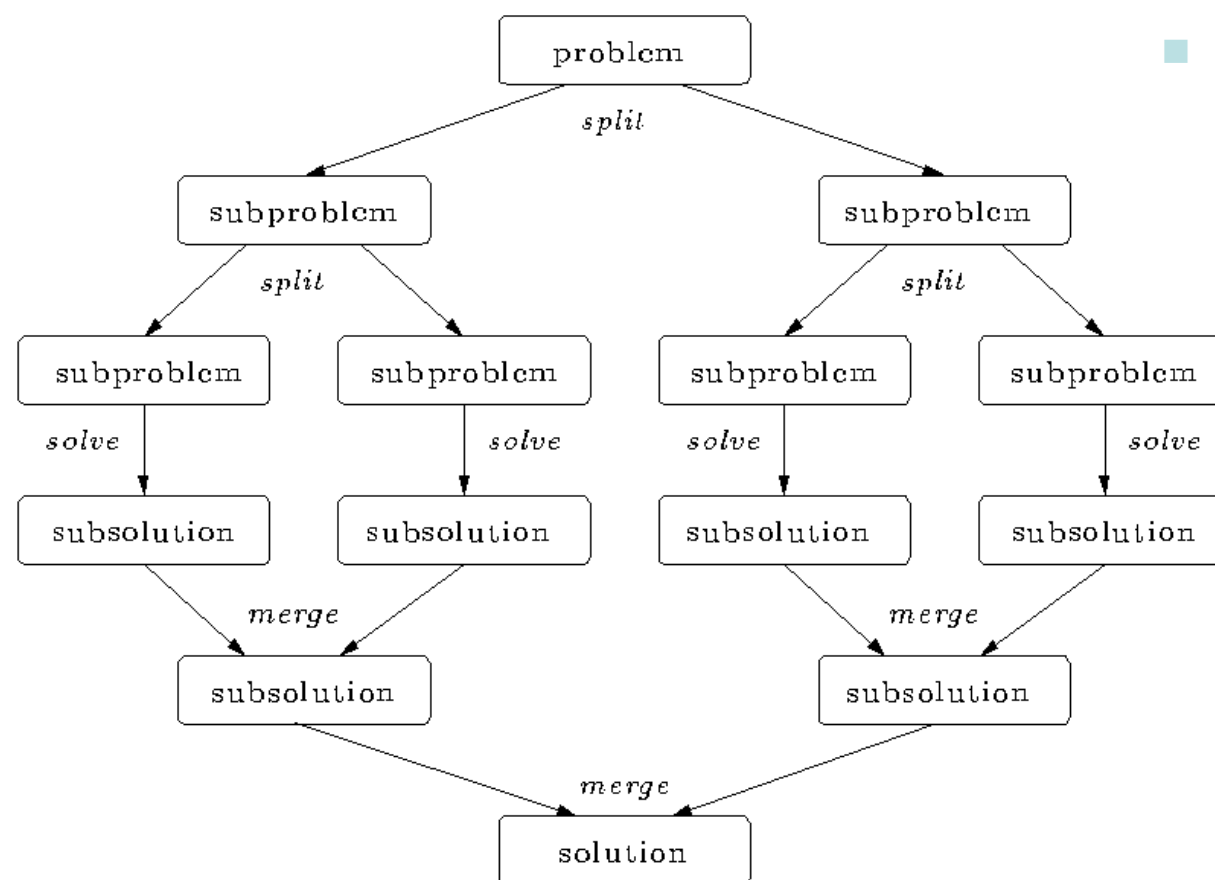 problem
split
subproblem subproblem
split split
subproblem subproblem subproblem subproblem
solve solve solve solve
subsolution subsolution subsolution subsolution
merge merge
subsolution subsolution
merge
solution